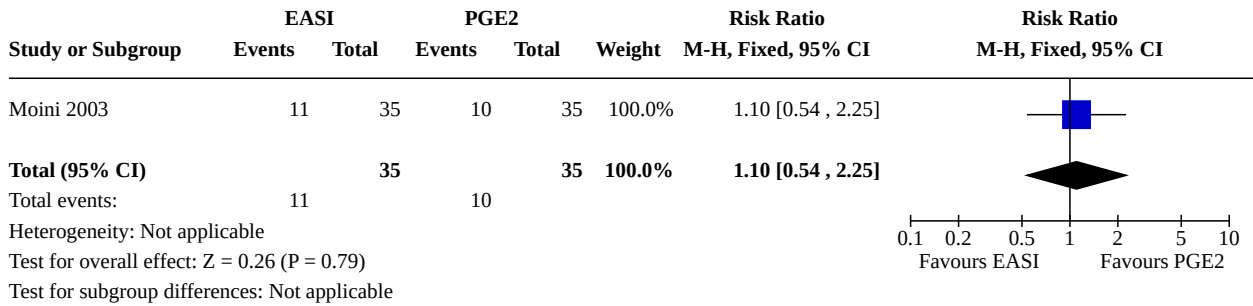 EASI PGE2 Risk Ratio Risk Ratio
Study or Subgroup Events Total Events Total Weight M-H, Fixed, 95% CI M-H, Fixed, 95% CI
Moini 2003 11 35 10 35 100.0% 1.10 [0.54 , 2.25]
Total (95% CI) 35 35 100.0% 1.10 [0.54 , 2.25]
Total events: 11 10
Heterogeneity: Not applicable
0.1 0.2 0.5 1 2 5 10
Test for overall effect: Z = 0.26 (P = 0.79) Favours EASI Favours PGE2
Test for subgroup differences: Not applicable